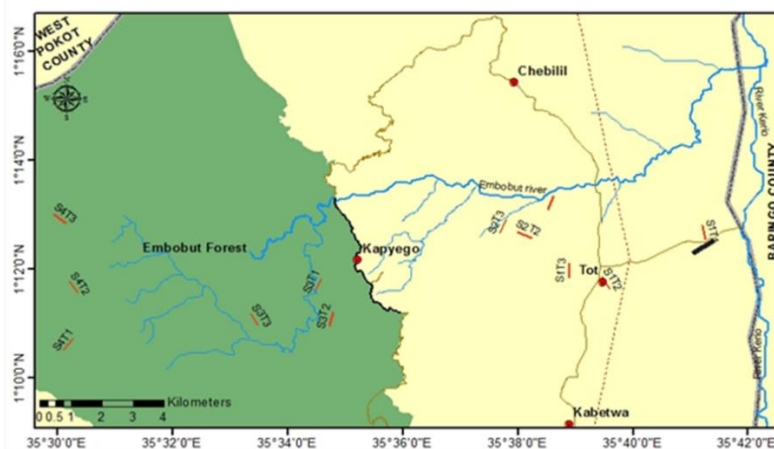 WEST
POKOT
COUNTY
1°16'0"N
1°14'0"N
1°12'0"N
1°10'0"N
Chebilil
River Kerio
BARINGO COUNTY
Embobut river
S4T3
Embobut Forest
Kapyego
S2T3
S2T2
S4T2
S3T1
S1T3
Tot
S1T2
S4T1
S3T3
S3T2
River Kerio
Kilometers
0 0.5 1 2 3 4
Kabetwa
35°30'0"E 35°32'0"E 35°34'0"E 35°36'0"E 35°38'0"E 35°40'0"E 35°42'0"E